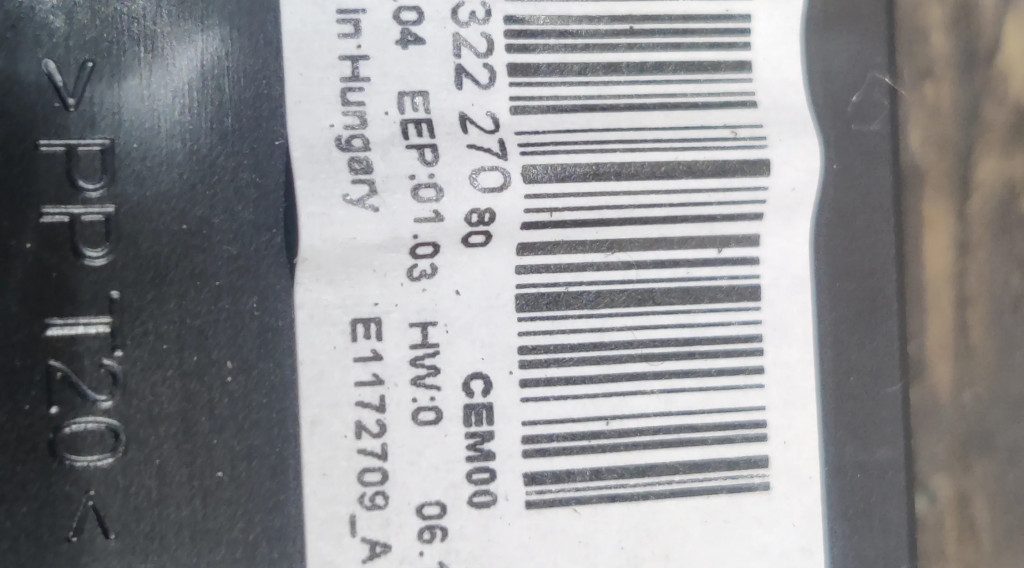 322 270 80 CEM00
.04 EEP:01.03 HW:0 06.
in Hungary E1172709_A
>PP T20<